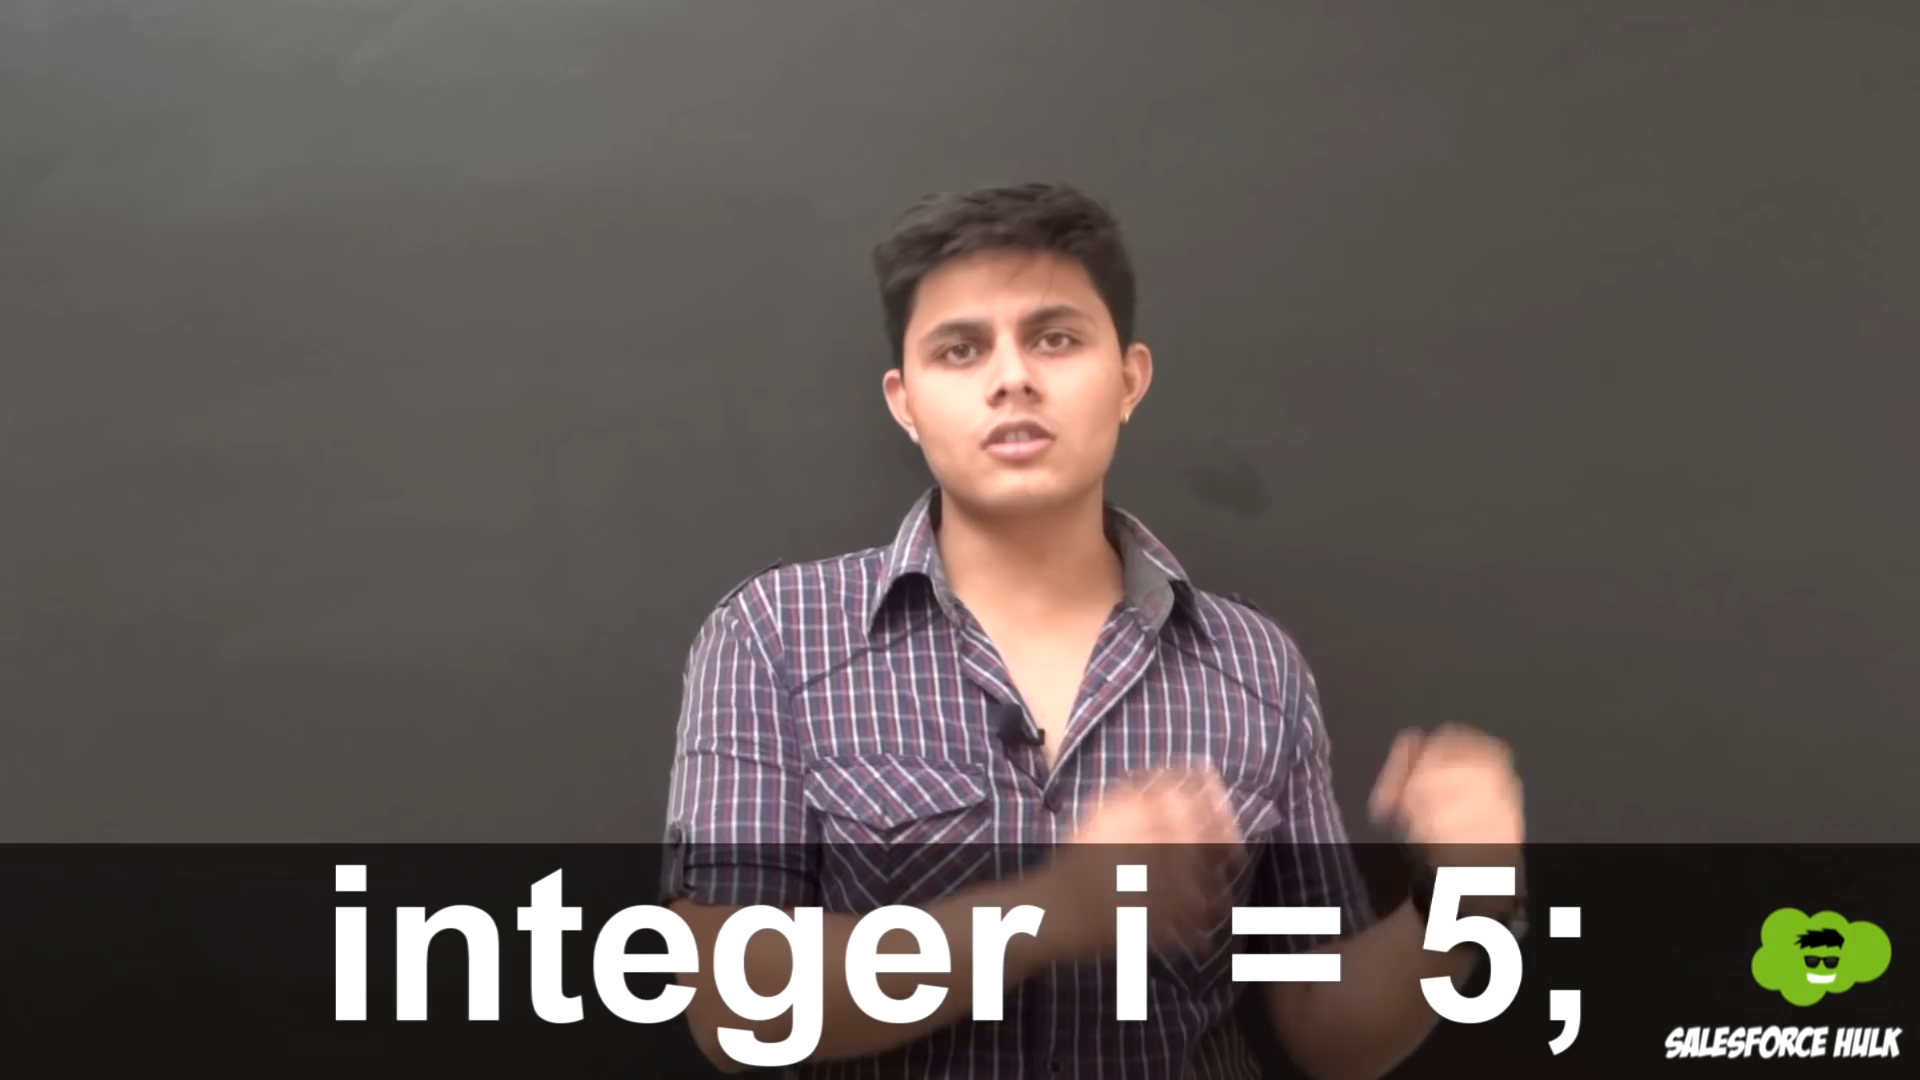 integer i = 5;
SALESFORCE HULK